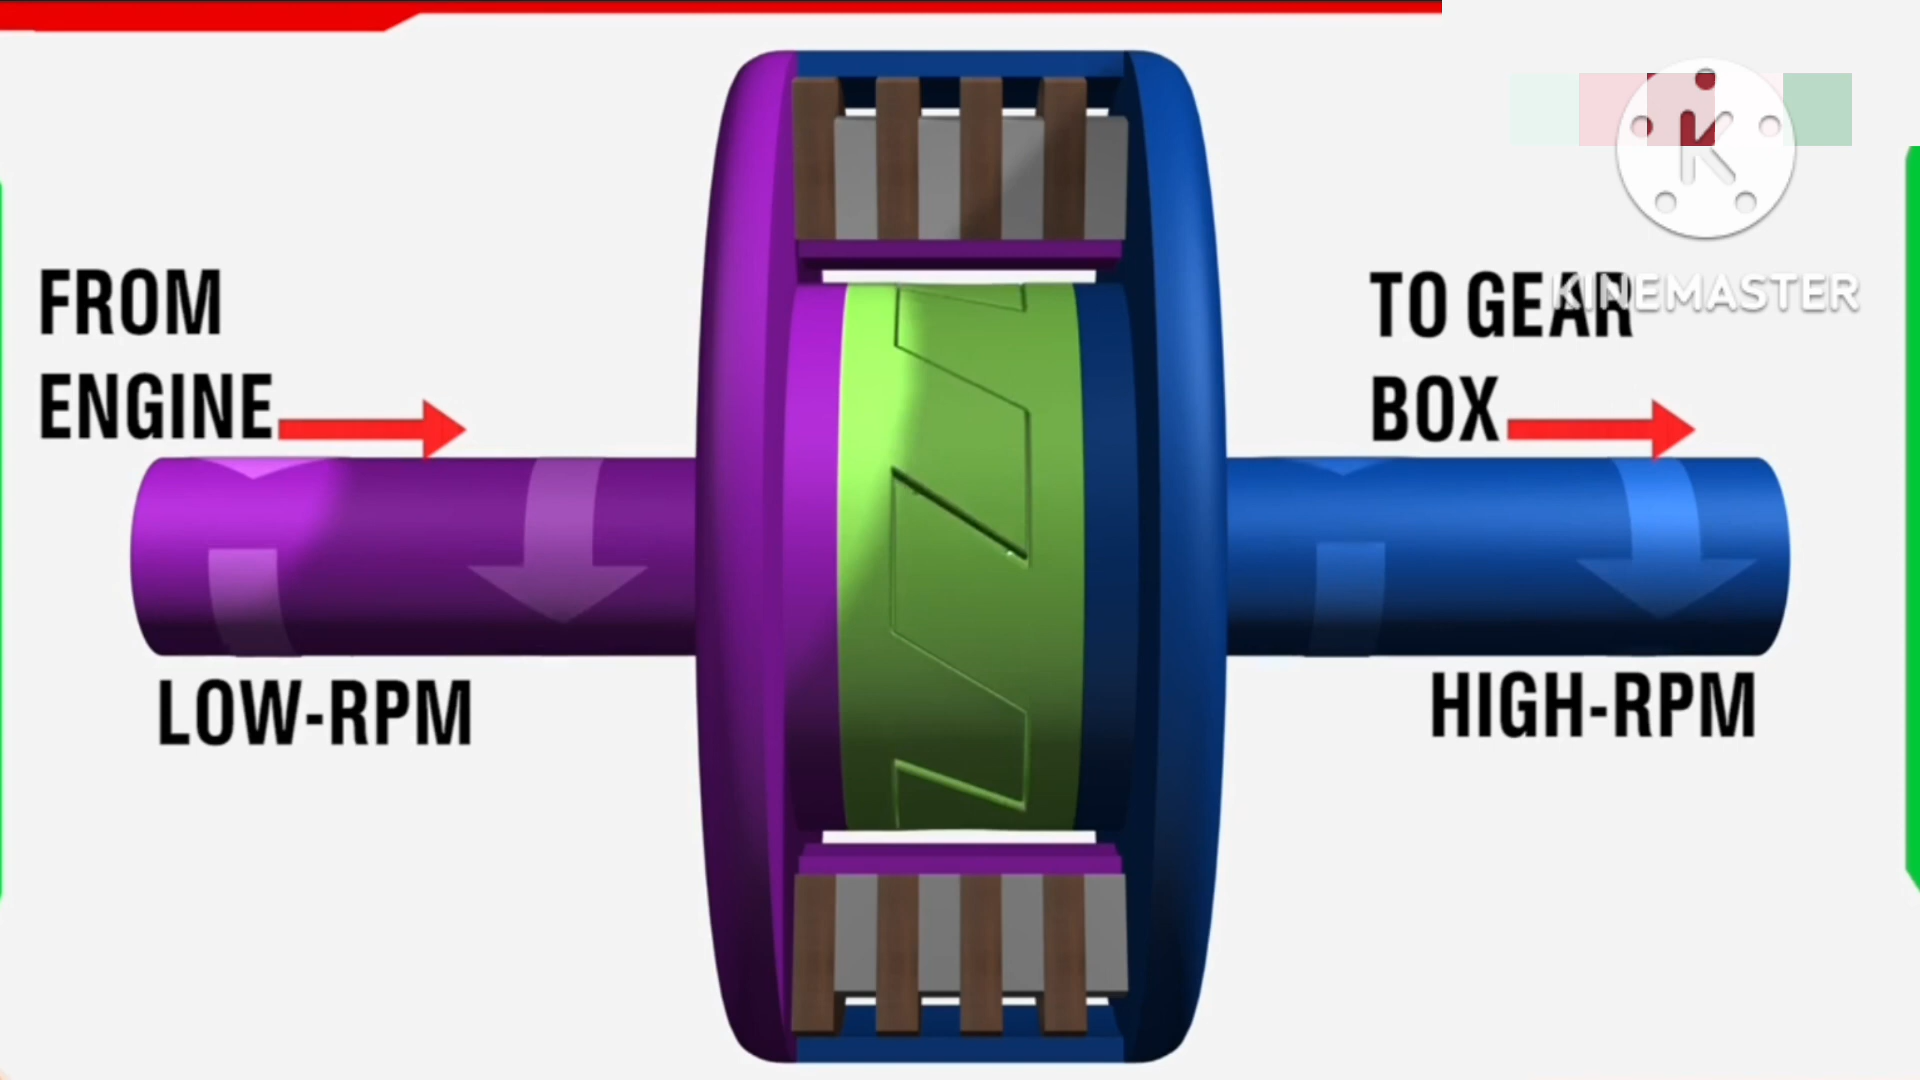 FROM
ENGINE
TO GEAR
BOX
KINEMASTER
LOW-RPM
HIGH-RPM